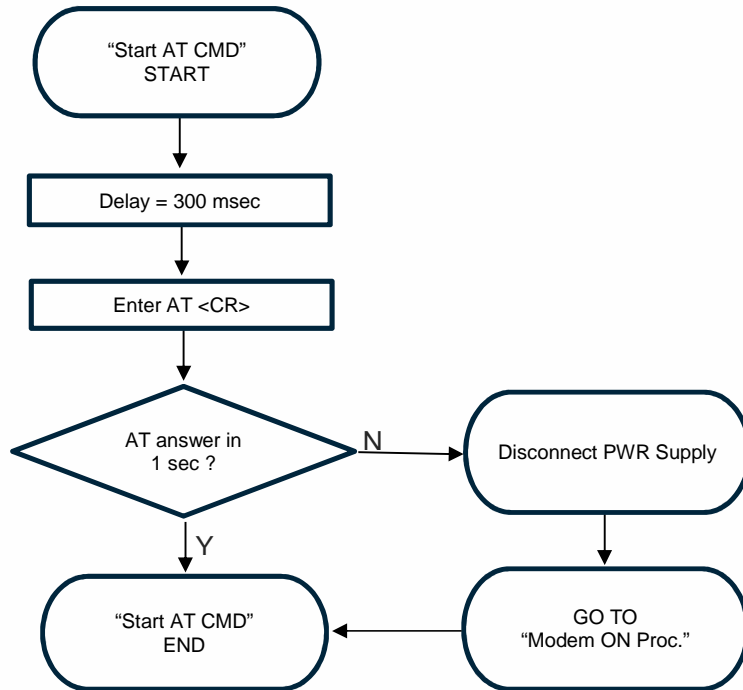 “Start AT CMD”
START
Delay = 300 msec
Enter AT <CR>
AT answer in
1 sec ?
N
Disconnect PWR Supply
Y
“Start AT CMD”
END
GO TO
“Modem ON Proc.”